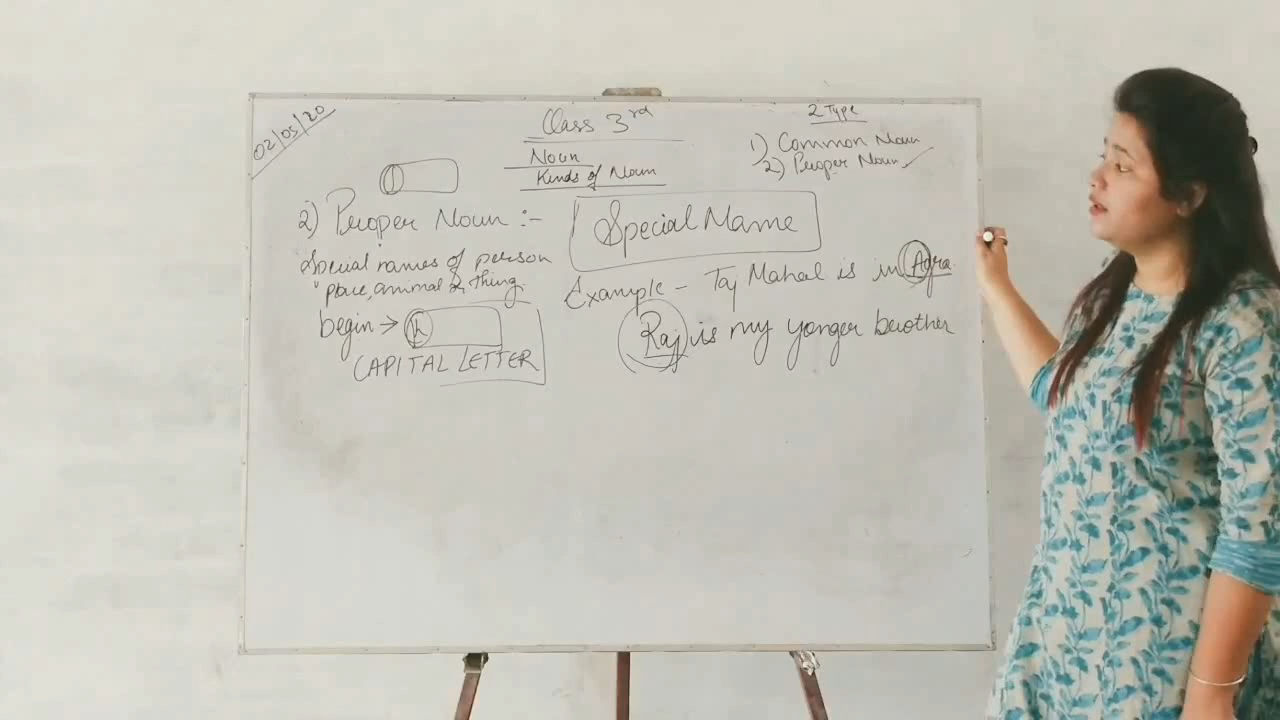 02/05/20
Class 3rd
2 Type
1) Common Noun
2) Proper Noun
Noun
Kinds of Noun
2) Proper Noun :-
Special Name
Special names of person
place, animal & thing
Example - Taj Mahal is in Agra
begin →
CAPITAL LETTER
Raj is my yonger brother